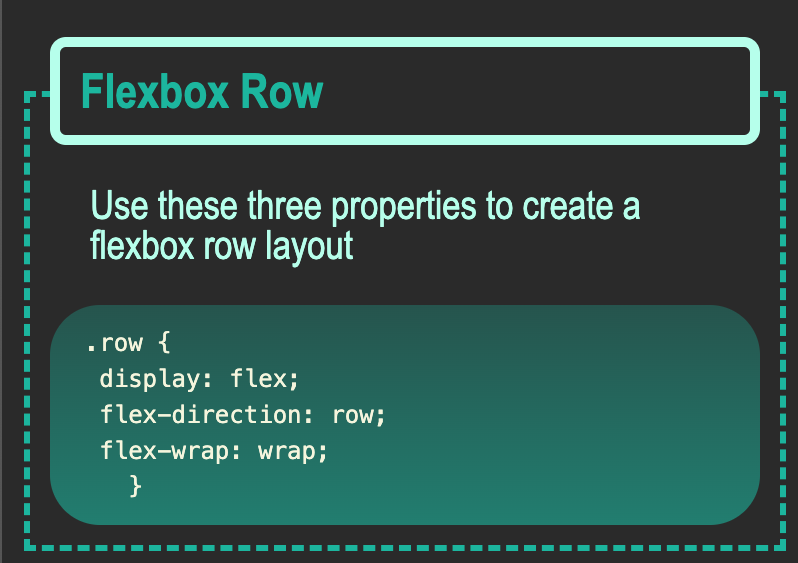 Flexbox Row
Use these three properties to create a
flexbox row layout
.row {
display: flex;
flex-direction: row;
flex-wrap: wrap;
}